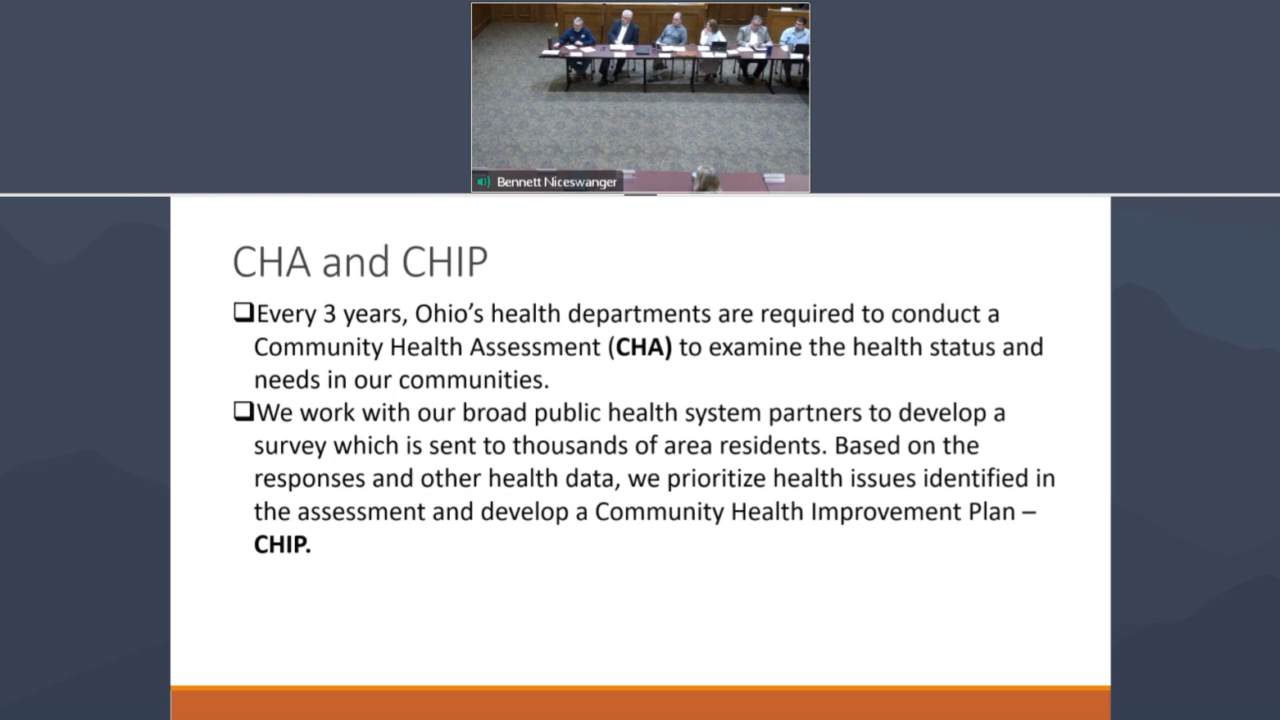 Bennett Niceswanger
CHA and CHIP
❑Every 3 years, Ohio’s health departments are required to conduct a
Community Health Assessment (CHA) to examine the health status and
needs in our communities.
❑We work with our broad public health system partners to develop a
survey which is sent to thousands of area residents. Based on the
responses and other health data, we prioritize health issues identified in
the assessment and develop a Community Health Improvement Plan –
CHIP.